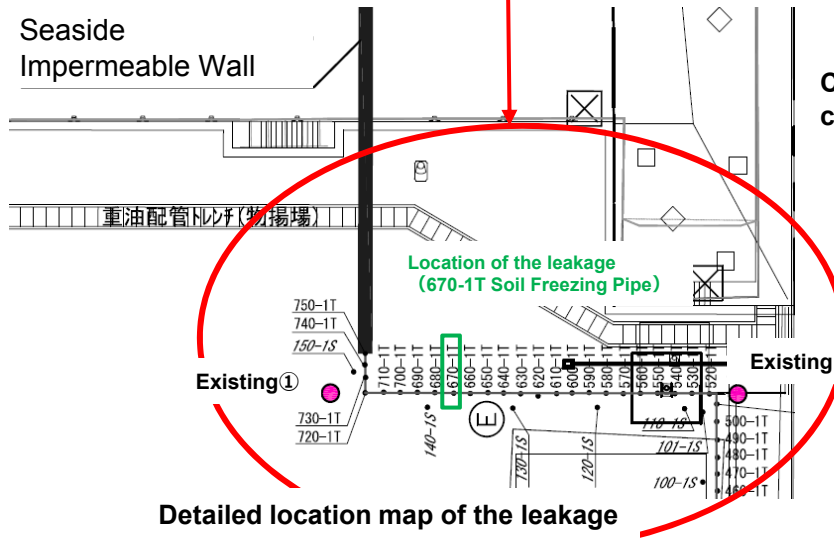 Seaside
Impermeable Wall
C
c
重油配管トレンチ(物揚場)
Location of the leakage
（670-1T Soil Freezing Pipe）
750-1T
740-1T
150-1S
Existing①
730-1T
720-1T
710-1T
700-1T
690-1T
680-1T
670-1T
660-1T
650-1T
640-1T
630-1T
620-1T
610-1T
600-1T
590-1T
580-1T
570-1T
560-1T
550-1T
540-1T
530-1T
520-1T
Existing
140-1S
E
130-1S
120-1S
110-1S
101-1S
100-1S
500-1T
490-1T
480-1T
470-1T
460-1T
Detailed location map of the leakage